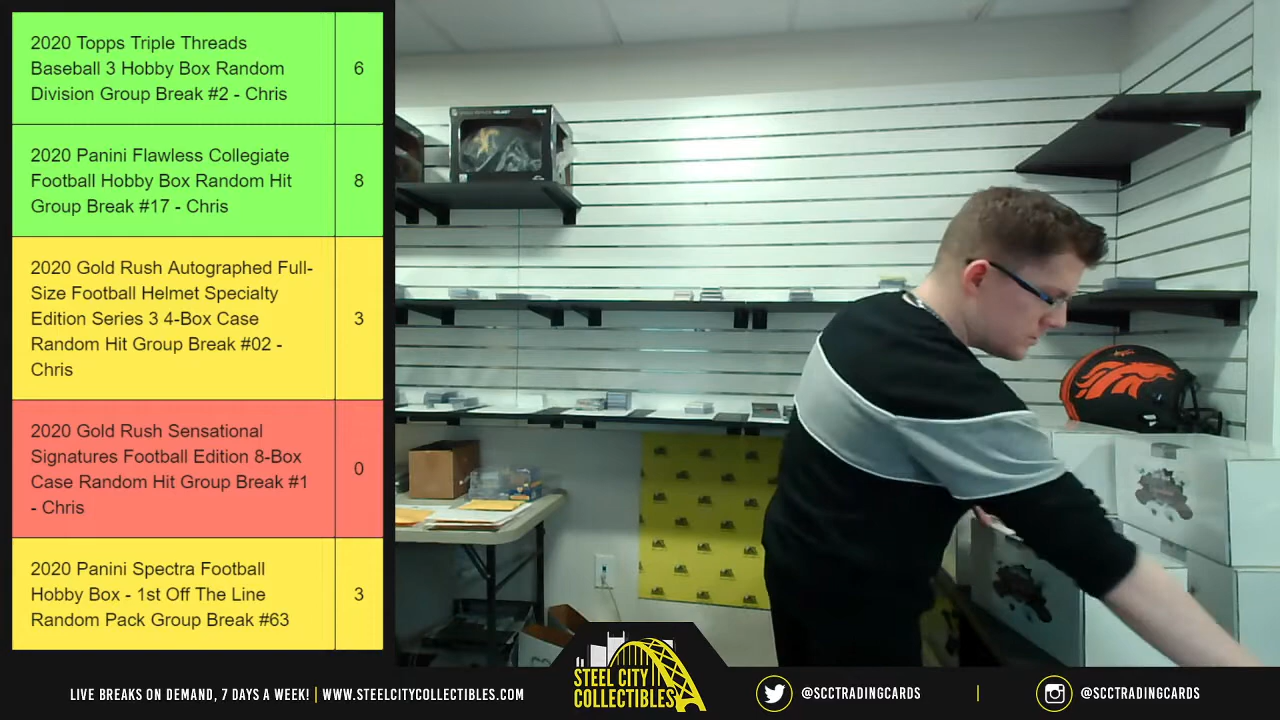 2020 Topps Triple Threads
Baseball 3 Hobby Box Random
Division Group Break #2 - Chris
6
2020 Panini Flawless Collegiate
Football Hobby Box Random Hit
Group Break #17 - Chris
8
2020 Gold Rush Autographed Full-
Size Football Helmet Specialty
Edition Series 3 4-Box Case
Random Hit Group Break #02 -
Chris
3
2020 Gold Rush Sensational
Signatures Football Edition 8-Box
Case Random Hit Group Break #1
- Chris
0
2020 Panini Spectra Football
Hobby Box - 1st Off The Line
Random Pack Group Break #63
3
LIVE BREAKS ON DEMAND, 7 DAYS A WEEK! | WWW.STEELCITYCOLLECTIBLES.COM
STEEL CITY
COLLECTIBLES
@SCCTRADINGCARDS
|
@SCCTRADINGCARDS